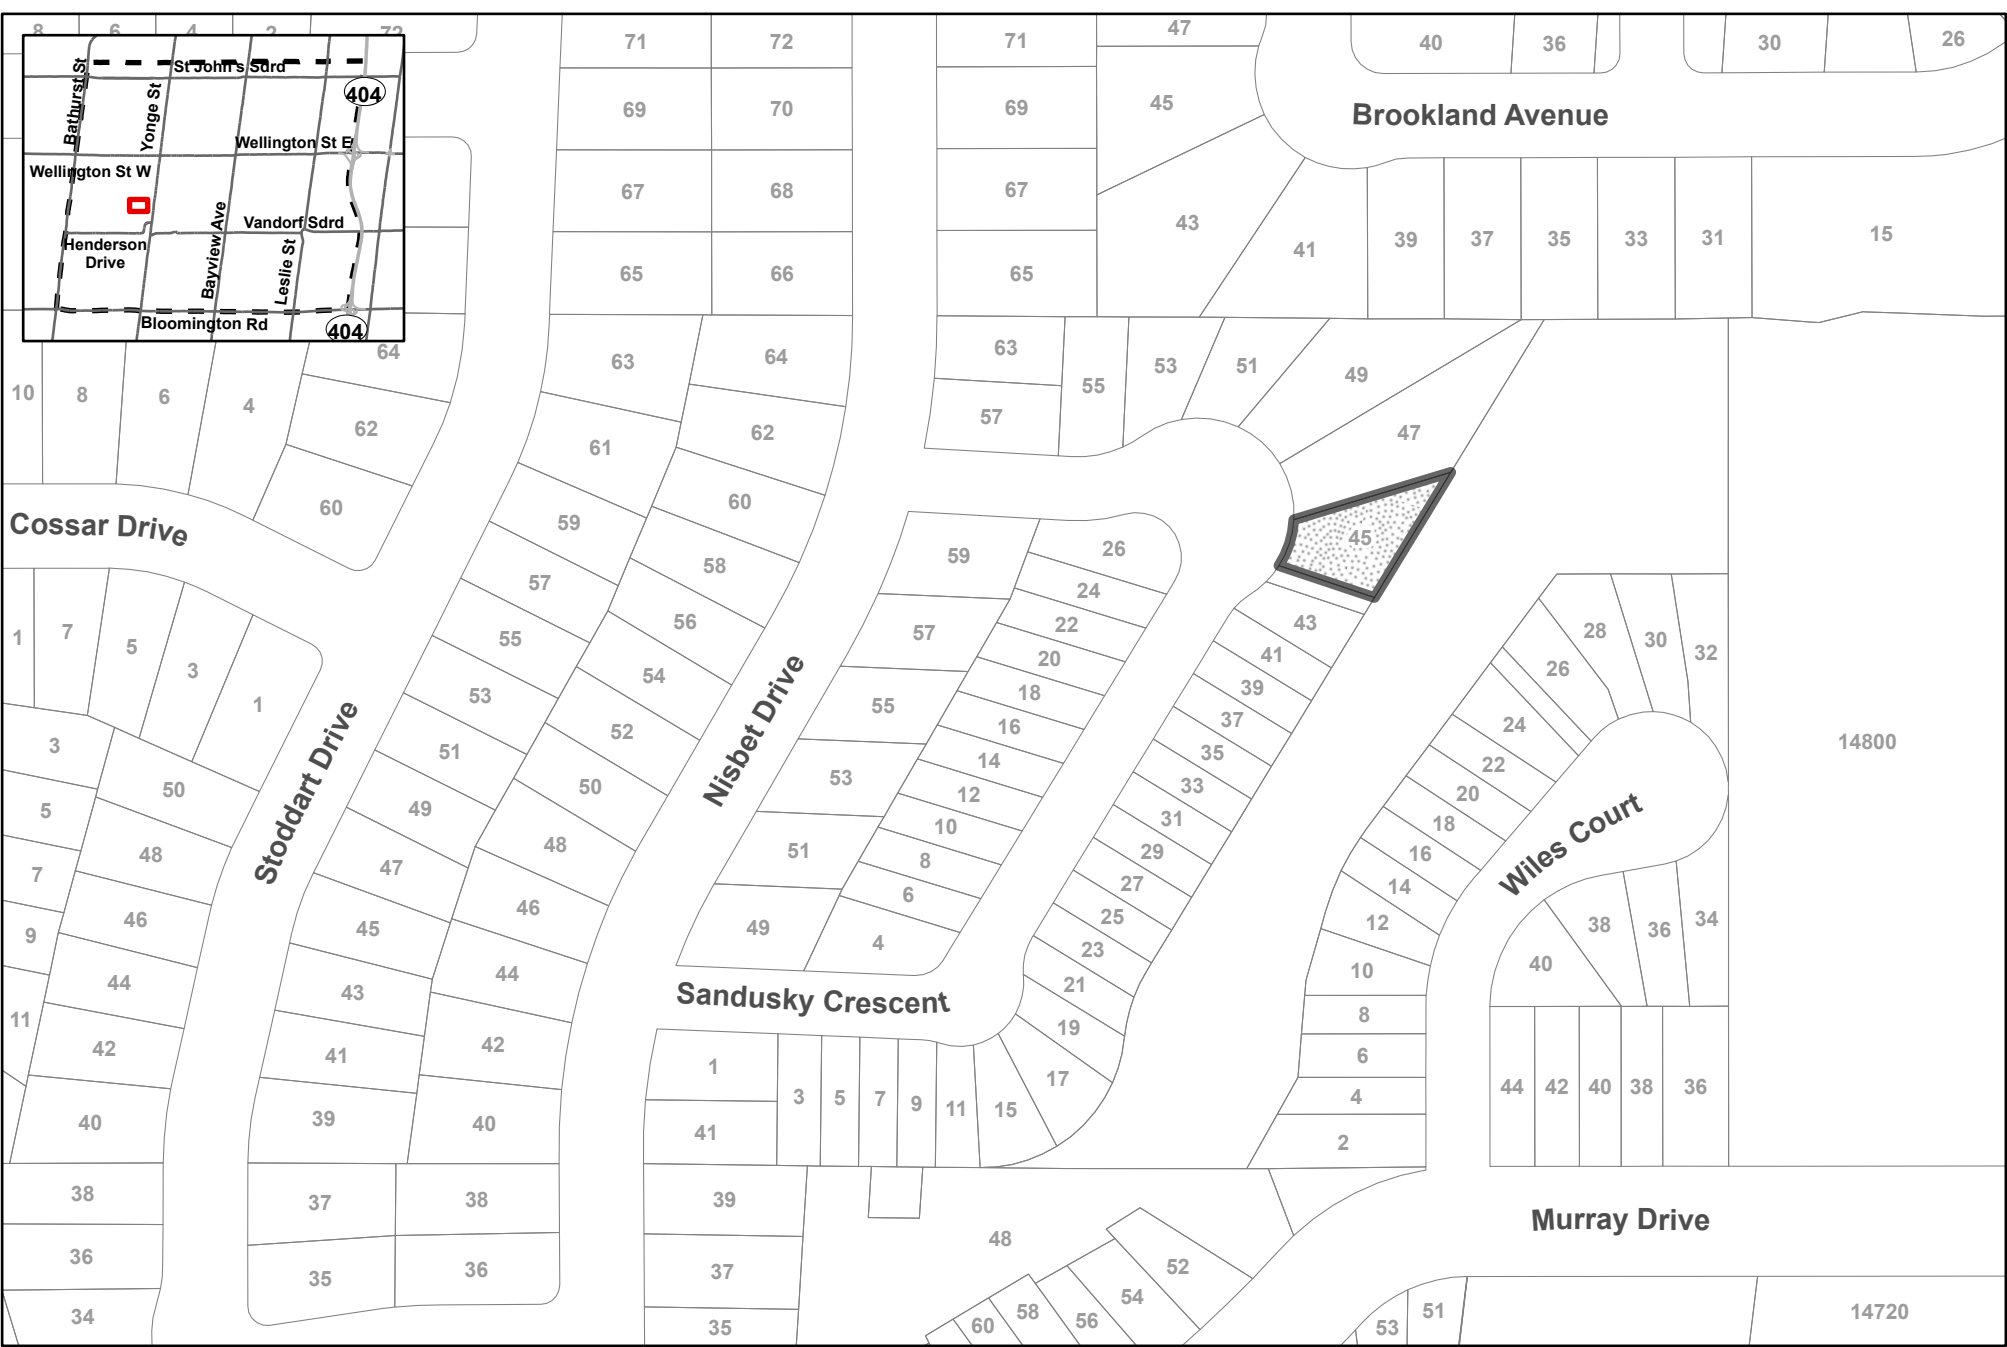 8 6 4 2 72
71 72 71 47 40 36 30 26
St John's Sdrd
Bathurst St
Yonge St
404
Wellington St E
Wellington St W
Bayview Ave
Vandorf Sdrd
Leslie St
Henderson
Drive
Bloomington Rd
404
69 70 69 45
Brookland Avenue
67 68 67 43
41 39 37 35 33 31 15
65 66 65
64 63 64 63 55 53 51 49
10 8 6 4 62 61 62 57 47
60 59 60
Cossar Drive
59 26 45
57 58 24
1 7 5 3 1 55 56 57 22 43 28 30 32
20 41 26
53 54 55 18 39
Stoddart Drive
Nisbet Drive
16 37 24
3 50 51 52 14 35 22 14800
5 49 50 53 12 33 20
10 31 18
48 47 48 51 8 29 16
Wiles Court
7 46 45 46 49 6 27 14
9 4 25 12 38 36 34
44 43 44 23 10 40
Sandusky Crescent
21
11 42 41 42 19 8
1 17 6
40 39 40 3 5 7 9 11 15 4 44 42 40 38 36
41 2
38 37 38 39
Murray Drive
36 35 36 37 48 52
34 35 60 58 56 54 53 51 14720